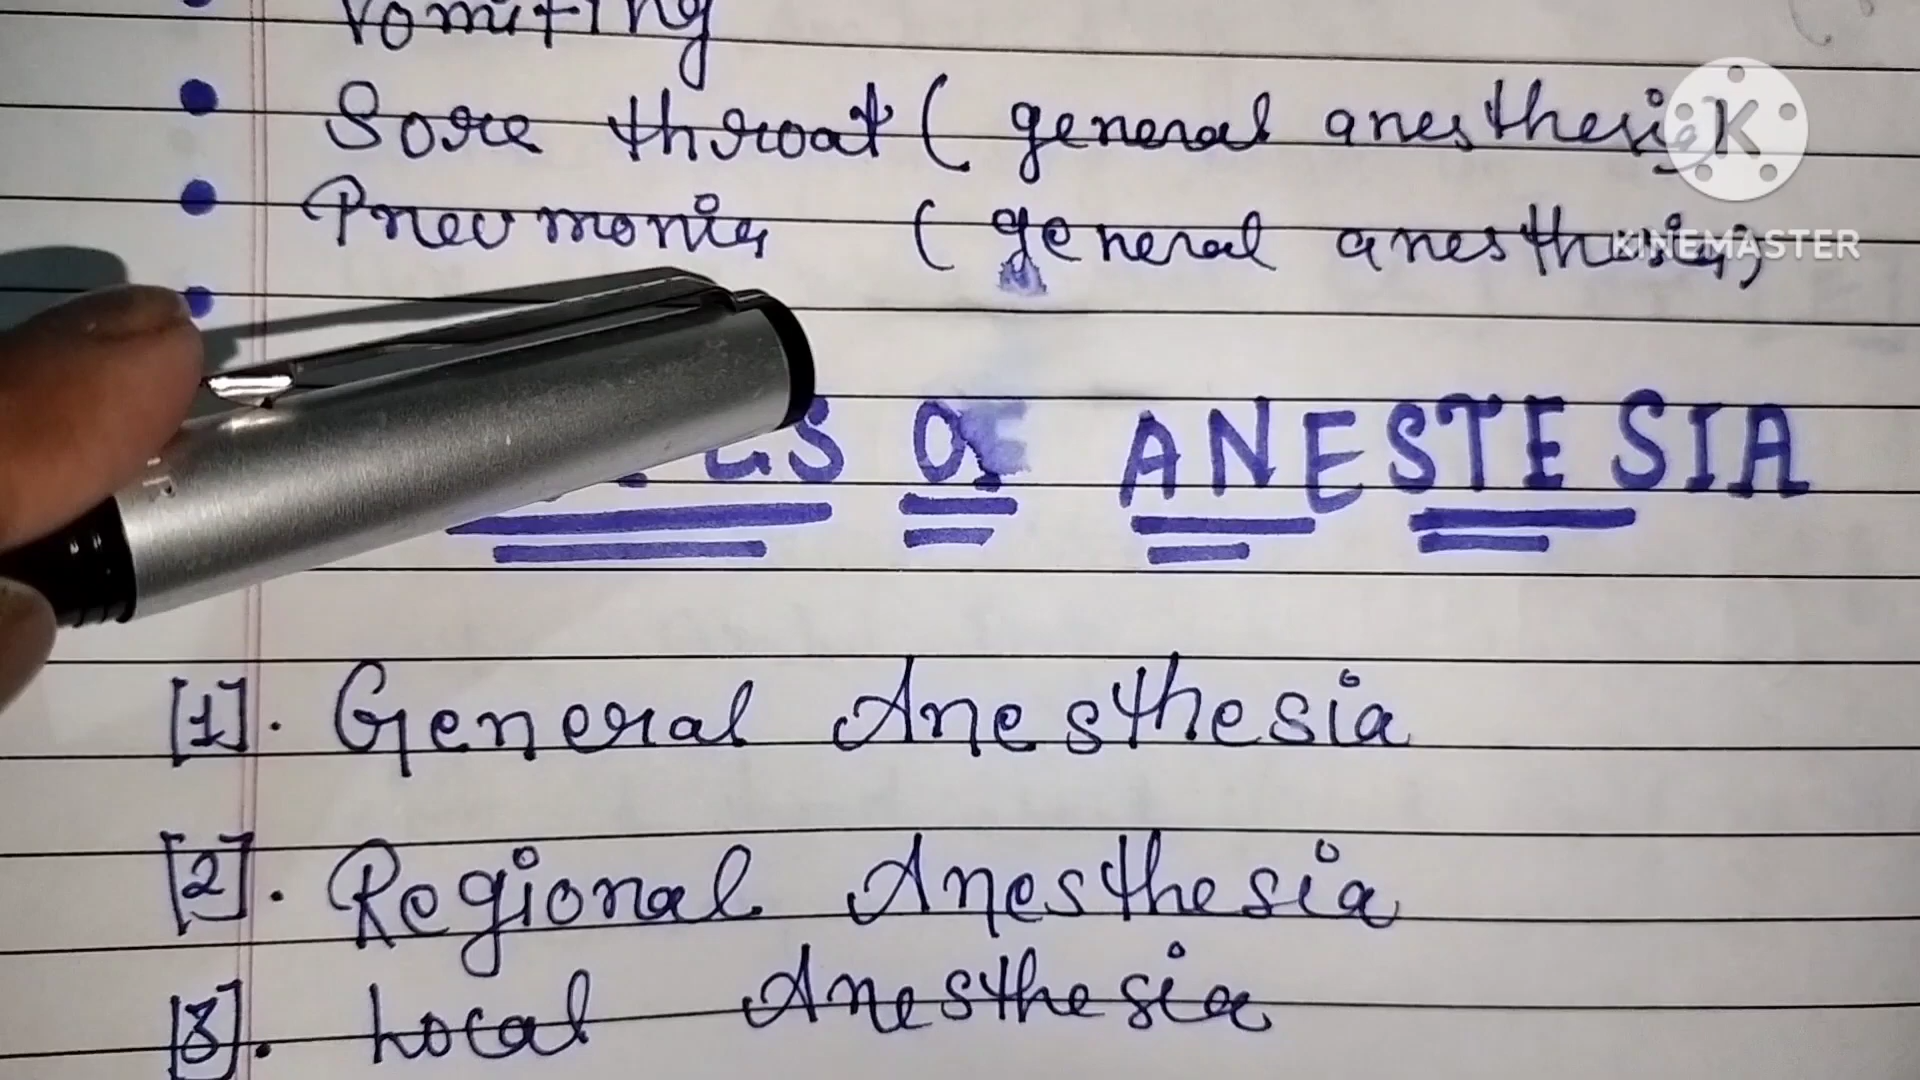 Vomiting
Sore throat ( general anesthesia)
Pneumonia ( general anesthesia)
K
KINEMASTER
OF ANESTESIA
[1]. General Anesthesia
[2]. Regional Anesthesia
[3]. Local Anesthesia